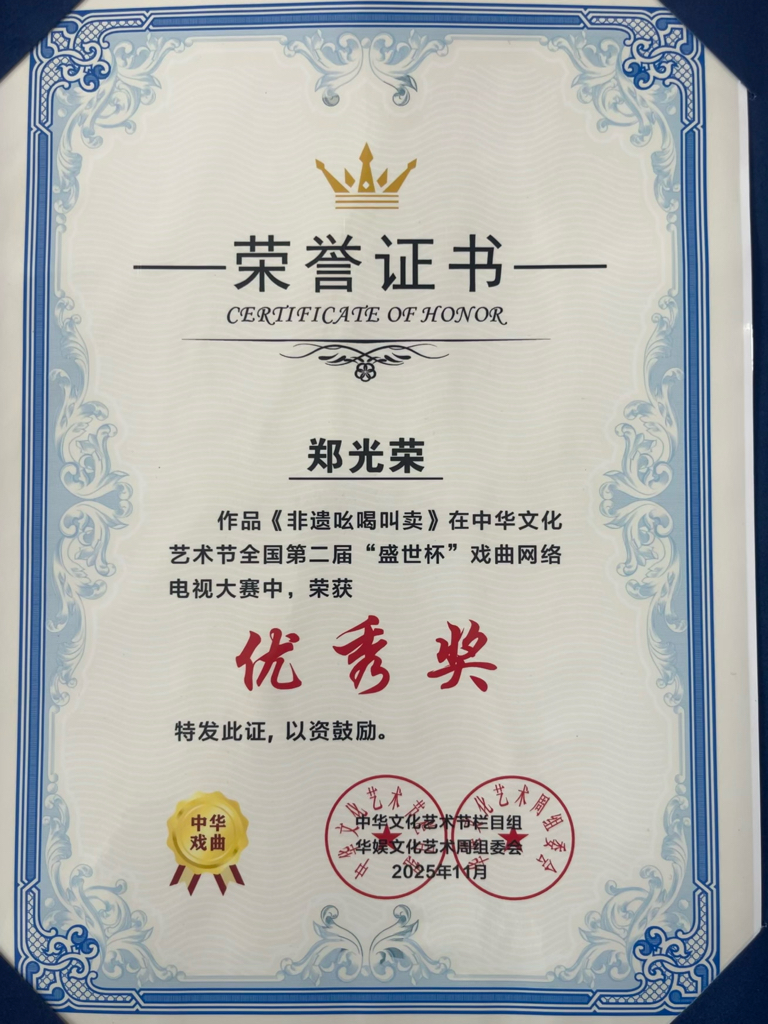 荣誉证书
CERTIFICATE OF HONOR
郑光荣
作品《非遗吆喝叫卖》在中华文化
艺术节全国第二届“盛世杯”戏曲网络
电视大赛中，荣获
优秀奖
特发此证，以资鼓励。
中华
戏曲
中华文化艺术节栏目组
华娱文化艺术周组委会
2025年11月